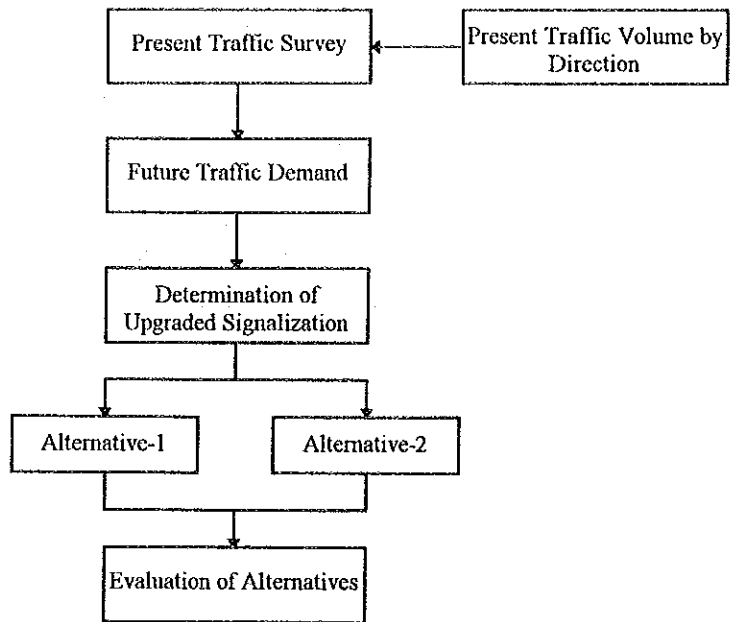 Present Traffic Survey
Present Traffic Volume by
Direction
Future Traffic Demand
Determination of
Upgraded Signalization
Alternative-1
Alternative-2
Evaluation of Alternatives